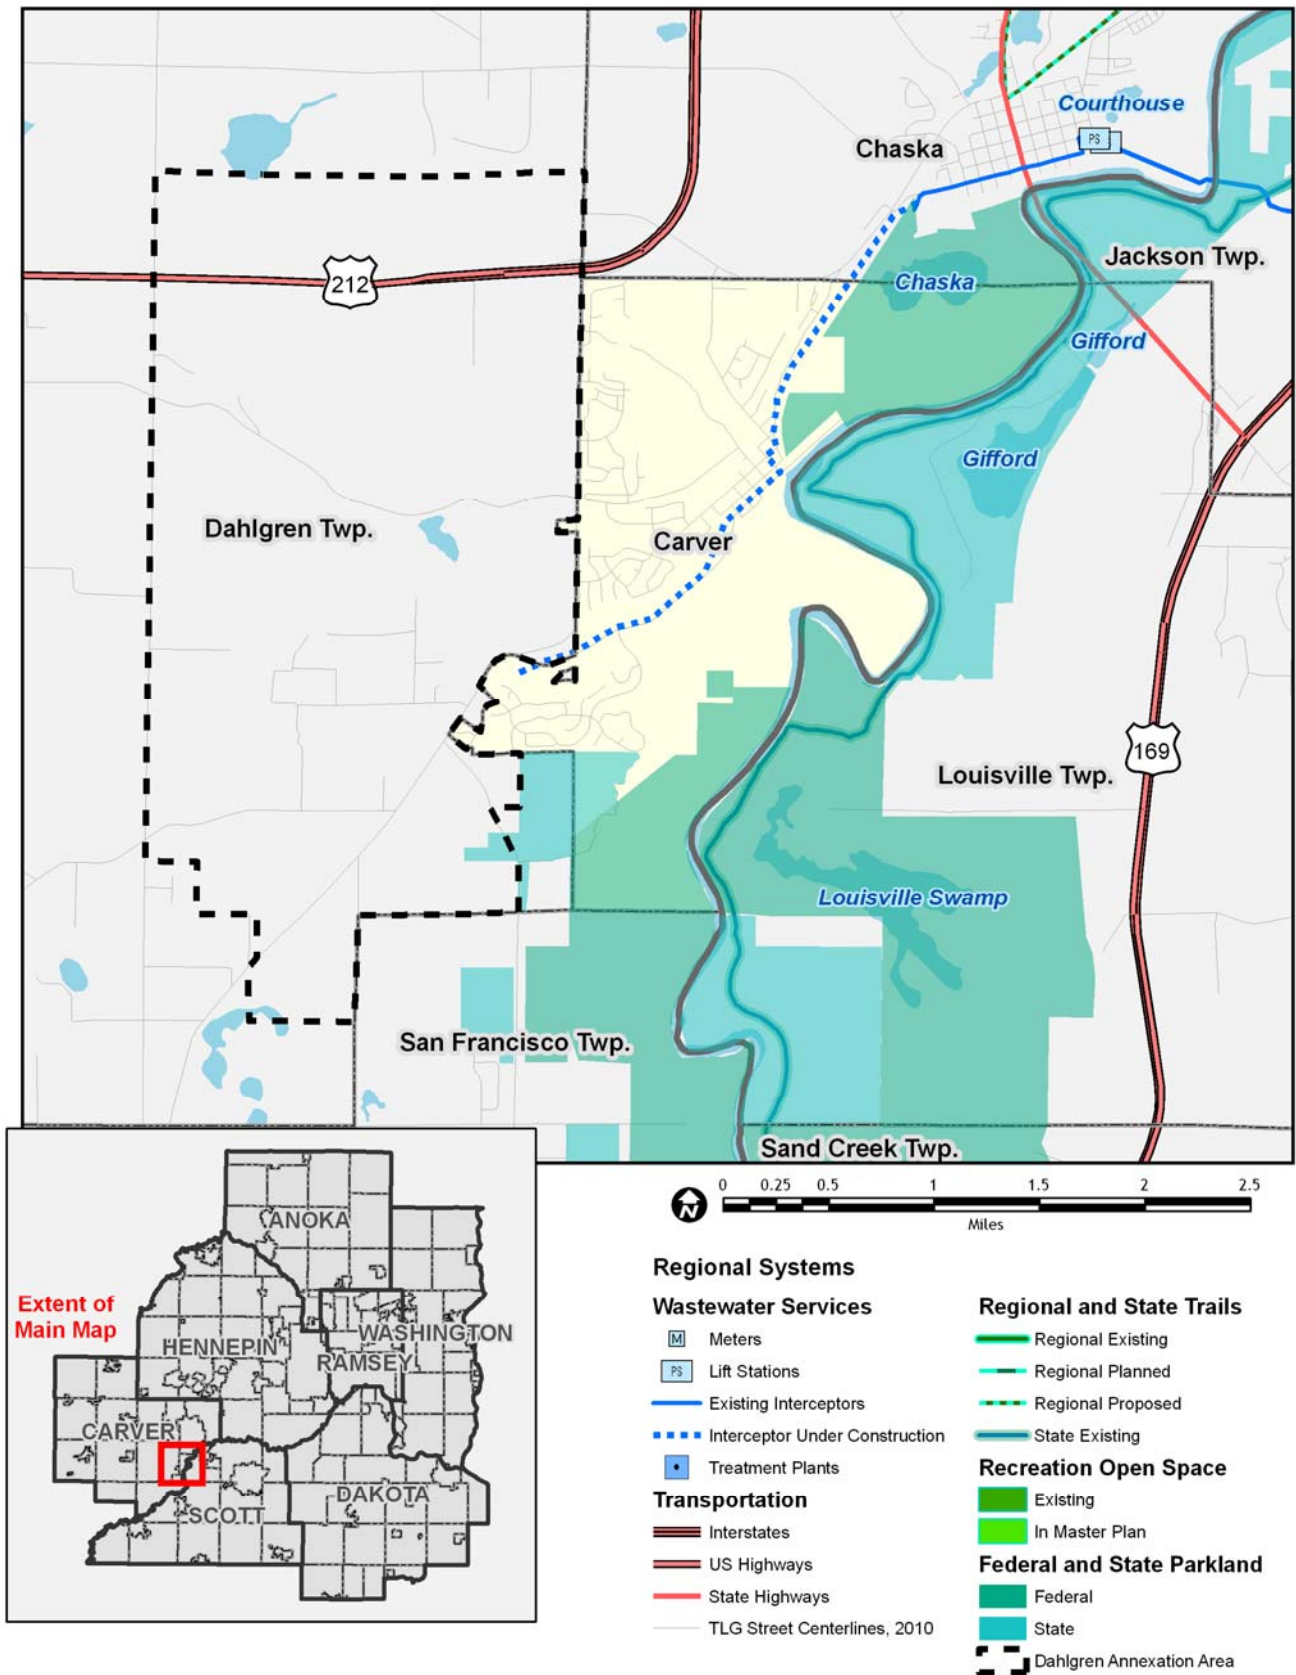 Courthouse
PS
Chaska
Jackson Twp.
212
Chaska
Gifford
Gifford
Dahlgren Twp.
Carver
169
Louisville Twp.
Louisville Swamp
San Francisco Twp.
Sand Creek Twp.
0 0.25 0.5 1 1.5 2 2.5
Miles
N
Extent of
Main Map
ANOKA
WASHINGTON
HENNEPIN
RAMSEY
CARVER
DAKOTA
SCOTT
Regional Systems
Wastewater Services
M Meters
PS Lift Stations
Existing Interceptors
Interceptor Under Construction
Treatment Plants
Transportation
Interstates
US Highways
State Highways
TLG Street Centerlines, 2010
Regional and State Trails
Regional Existing
Regional Planned
Regional Proposed
State Existing
Recreation Open Space
Existing
In Master Plan
Federal and State Parkland
Federal
State
Dahlgren Annexation Area